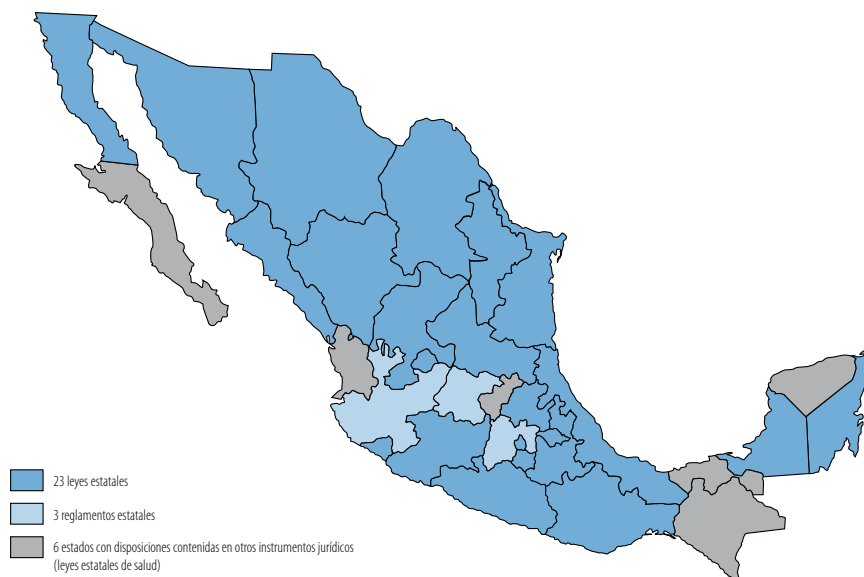 23 leyes estatales
3 reglamentos estatales
6 estados con disposiciones contenidas en otros instrumentos jurídicos
(leyes estatales de salud)